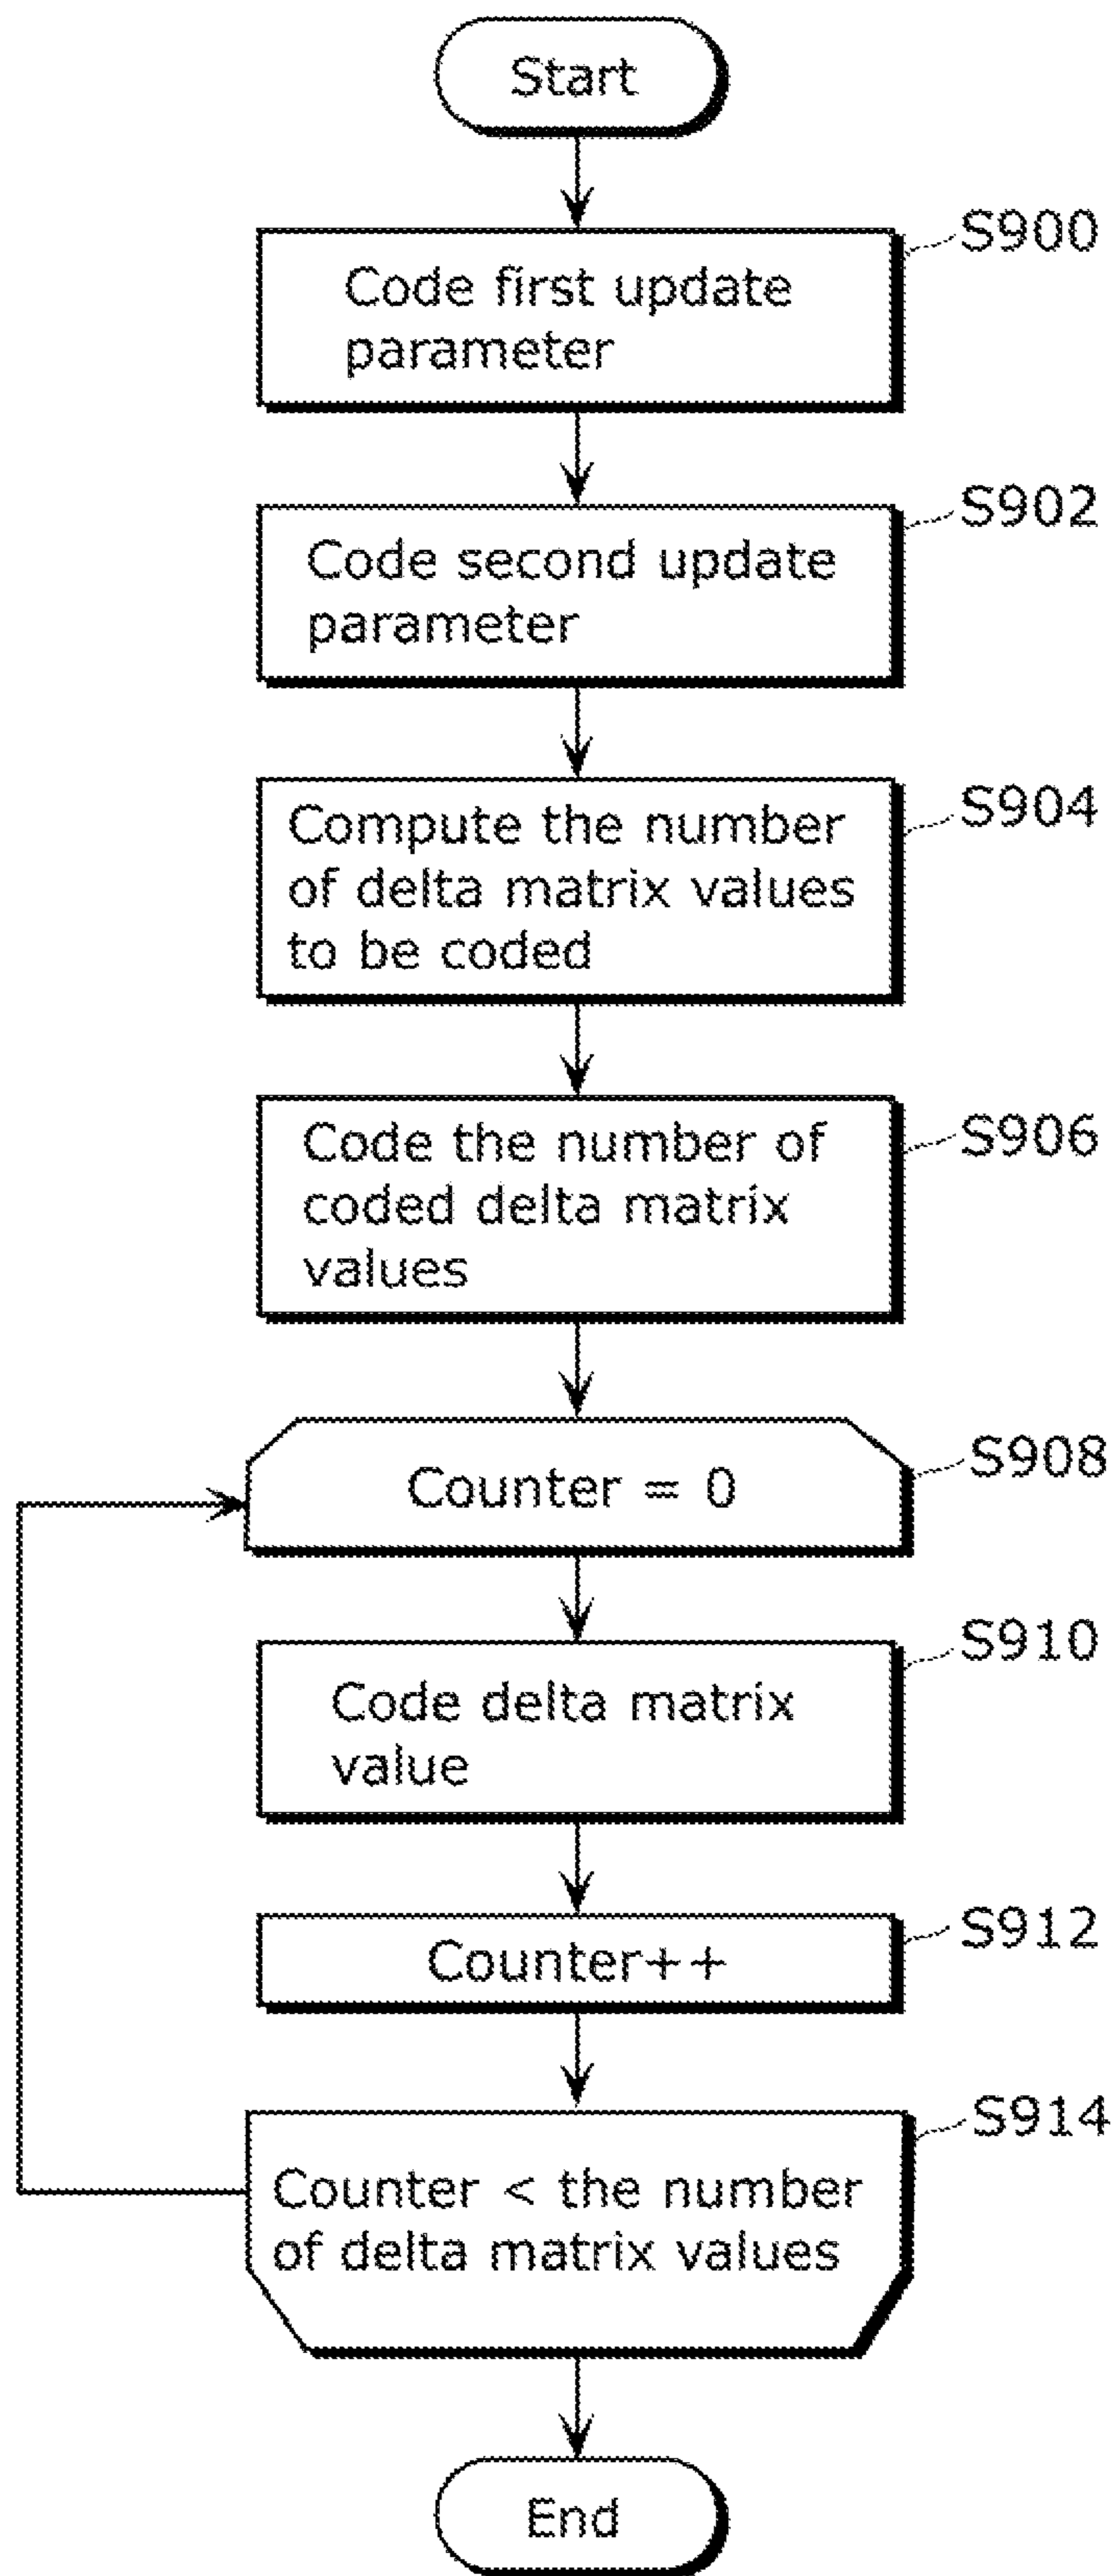 Start
S900
Code first update
parameter
S902
Code second update
parameter
S904
Compute the number
of delta matrix values
to be coded
S906
Code the number of
coded delta matrix
values
S908
Counter = 0
S910
Code delta matrix
value
S912
Counter++
S914
Counter < the number
of delta matrix values
End